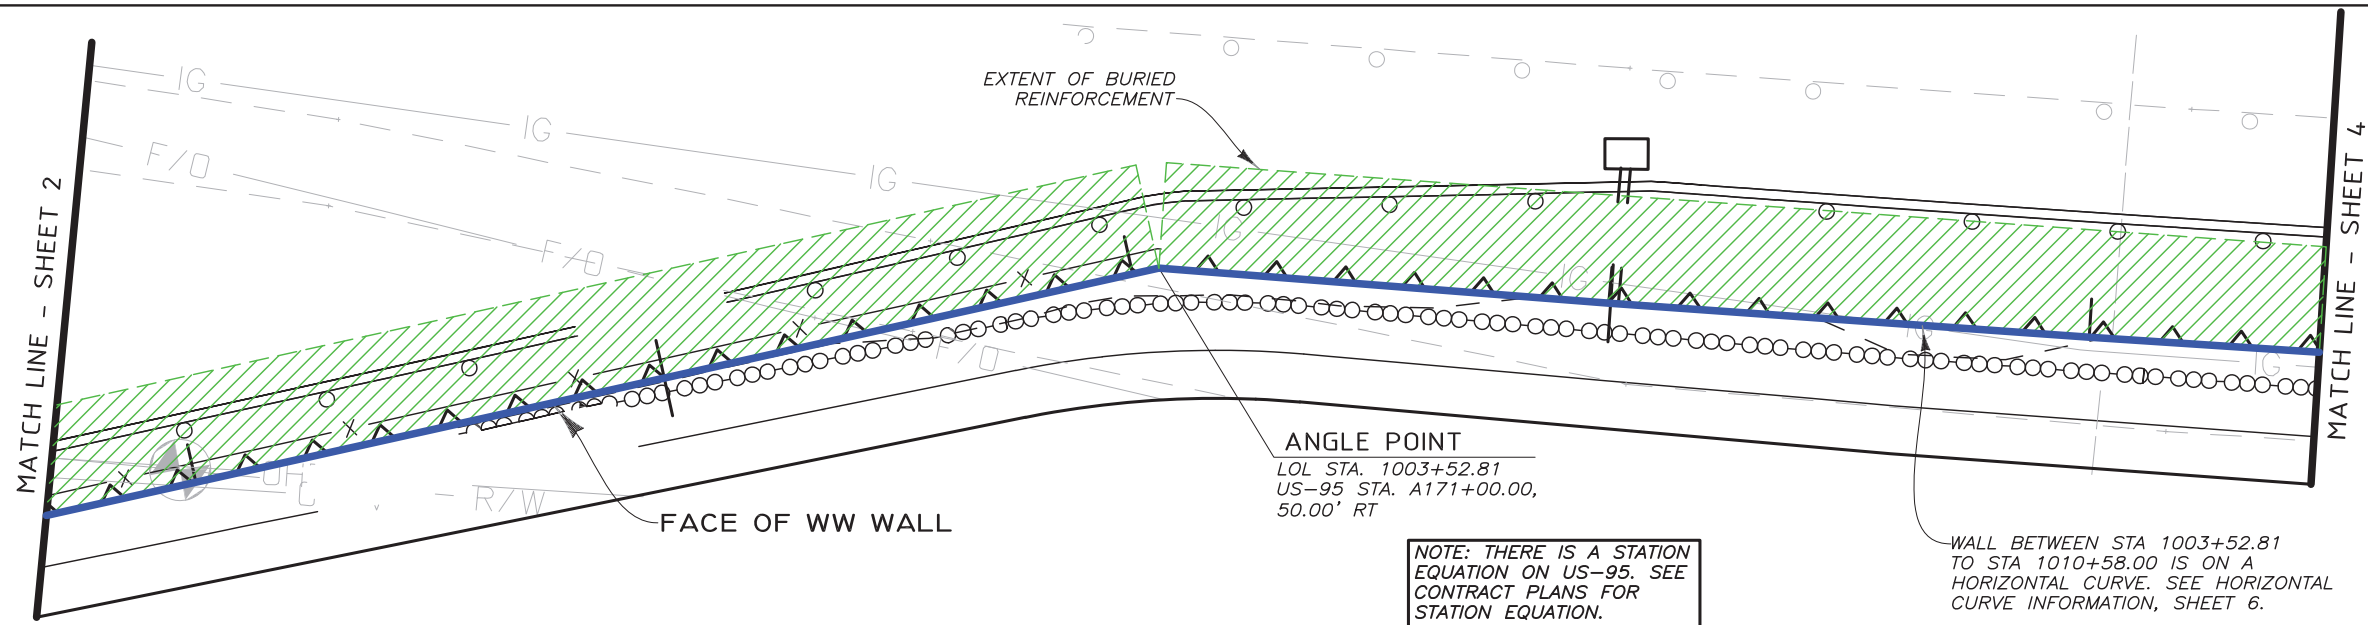 EXTENT OF BURIED
REINFORCEMENT
MATCH LINE - SHEET 2
MATCH LINE - SHEET 4
IG
IG
IG
IG
IG
IG
F/O
F/O
F/O
R/W
FACE OF WW WALL
ANGLE POINT
LOL STA. 1003+52.81
US-95 STA. A171+00.00,
50.00' RT
NOTE: THERE IS A STATION
EQUATION ON US-95. SEE
CONTRACT PLANS FOR
STATION EQUATION.
WALL BETWEEN STA 1003+52.81
TO STA 1010+58.00 IS ON A
HORIZONTAL CURVE. SEE HORIZONTAL
CURVE INFORMATION, SHEET 6.